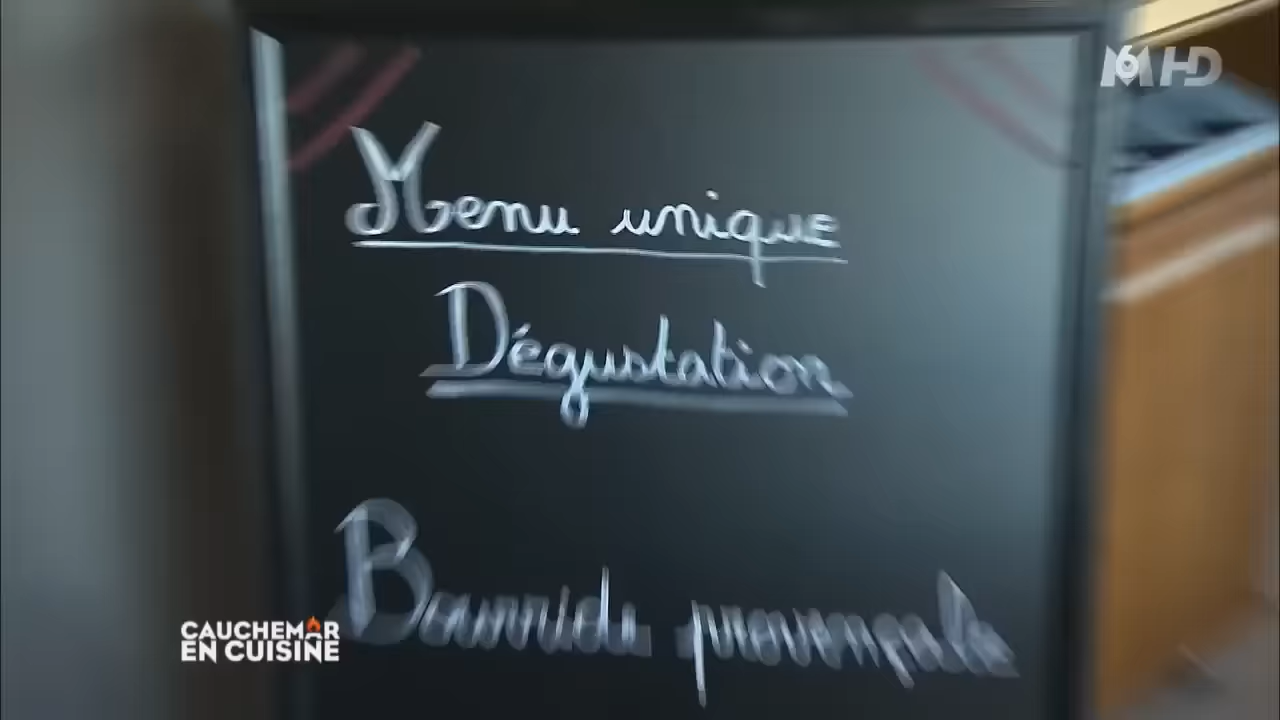 M6 HD
Menu unique
Dégustation
Bourride provençale
CAUCHEMAR
EN CUISINE